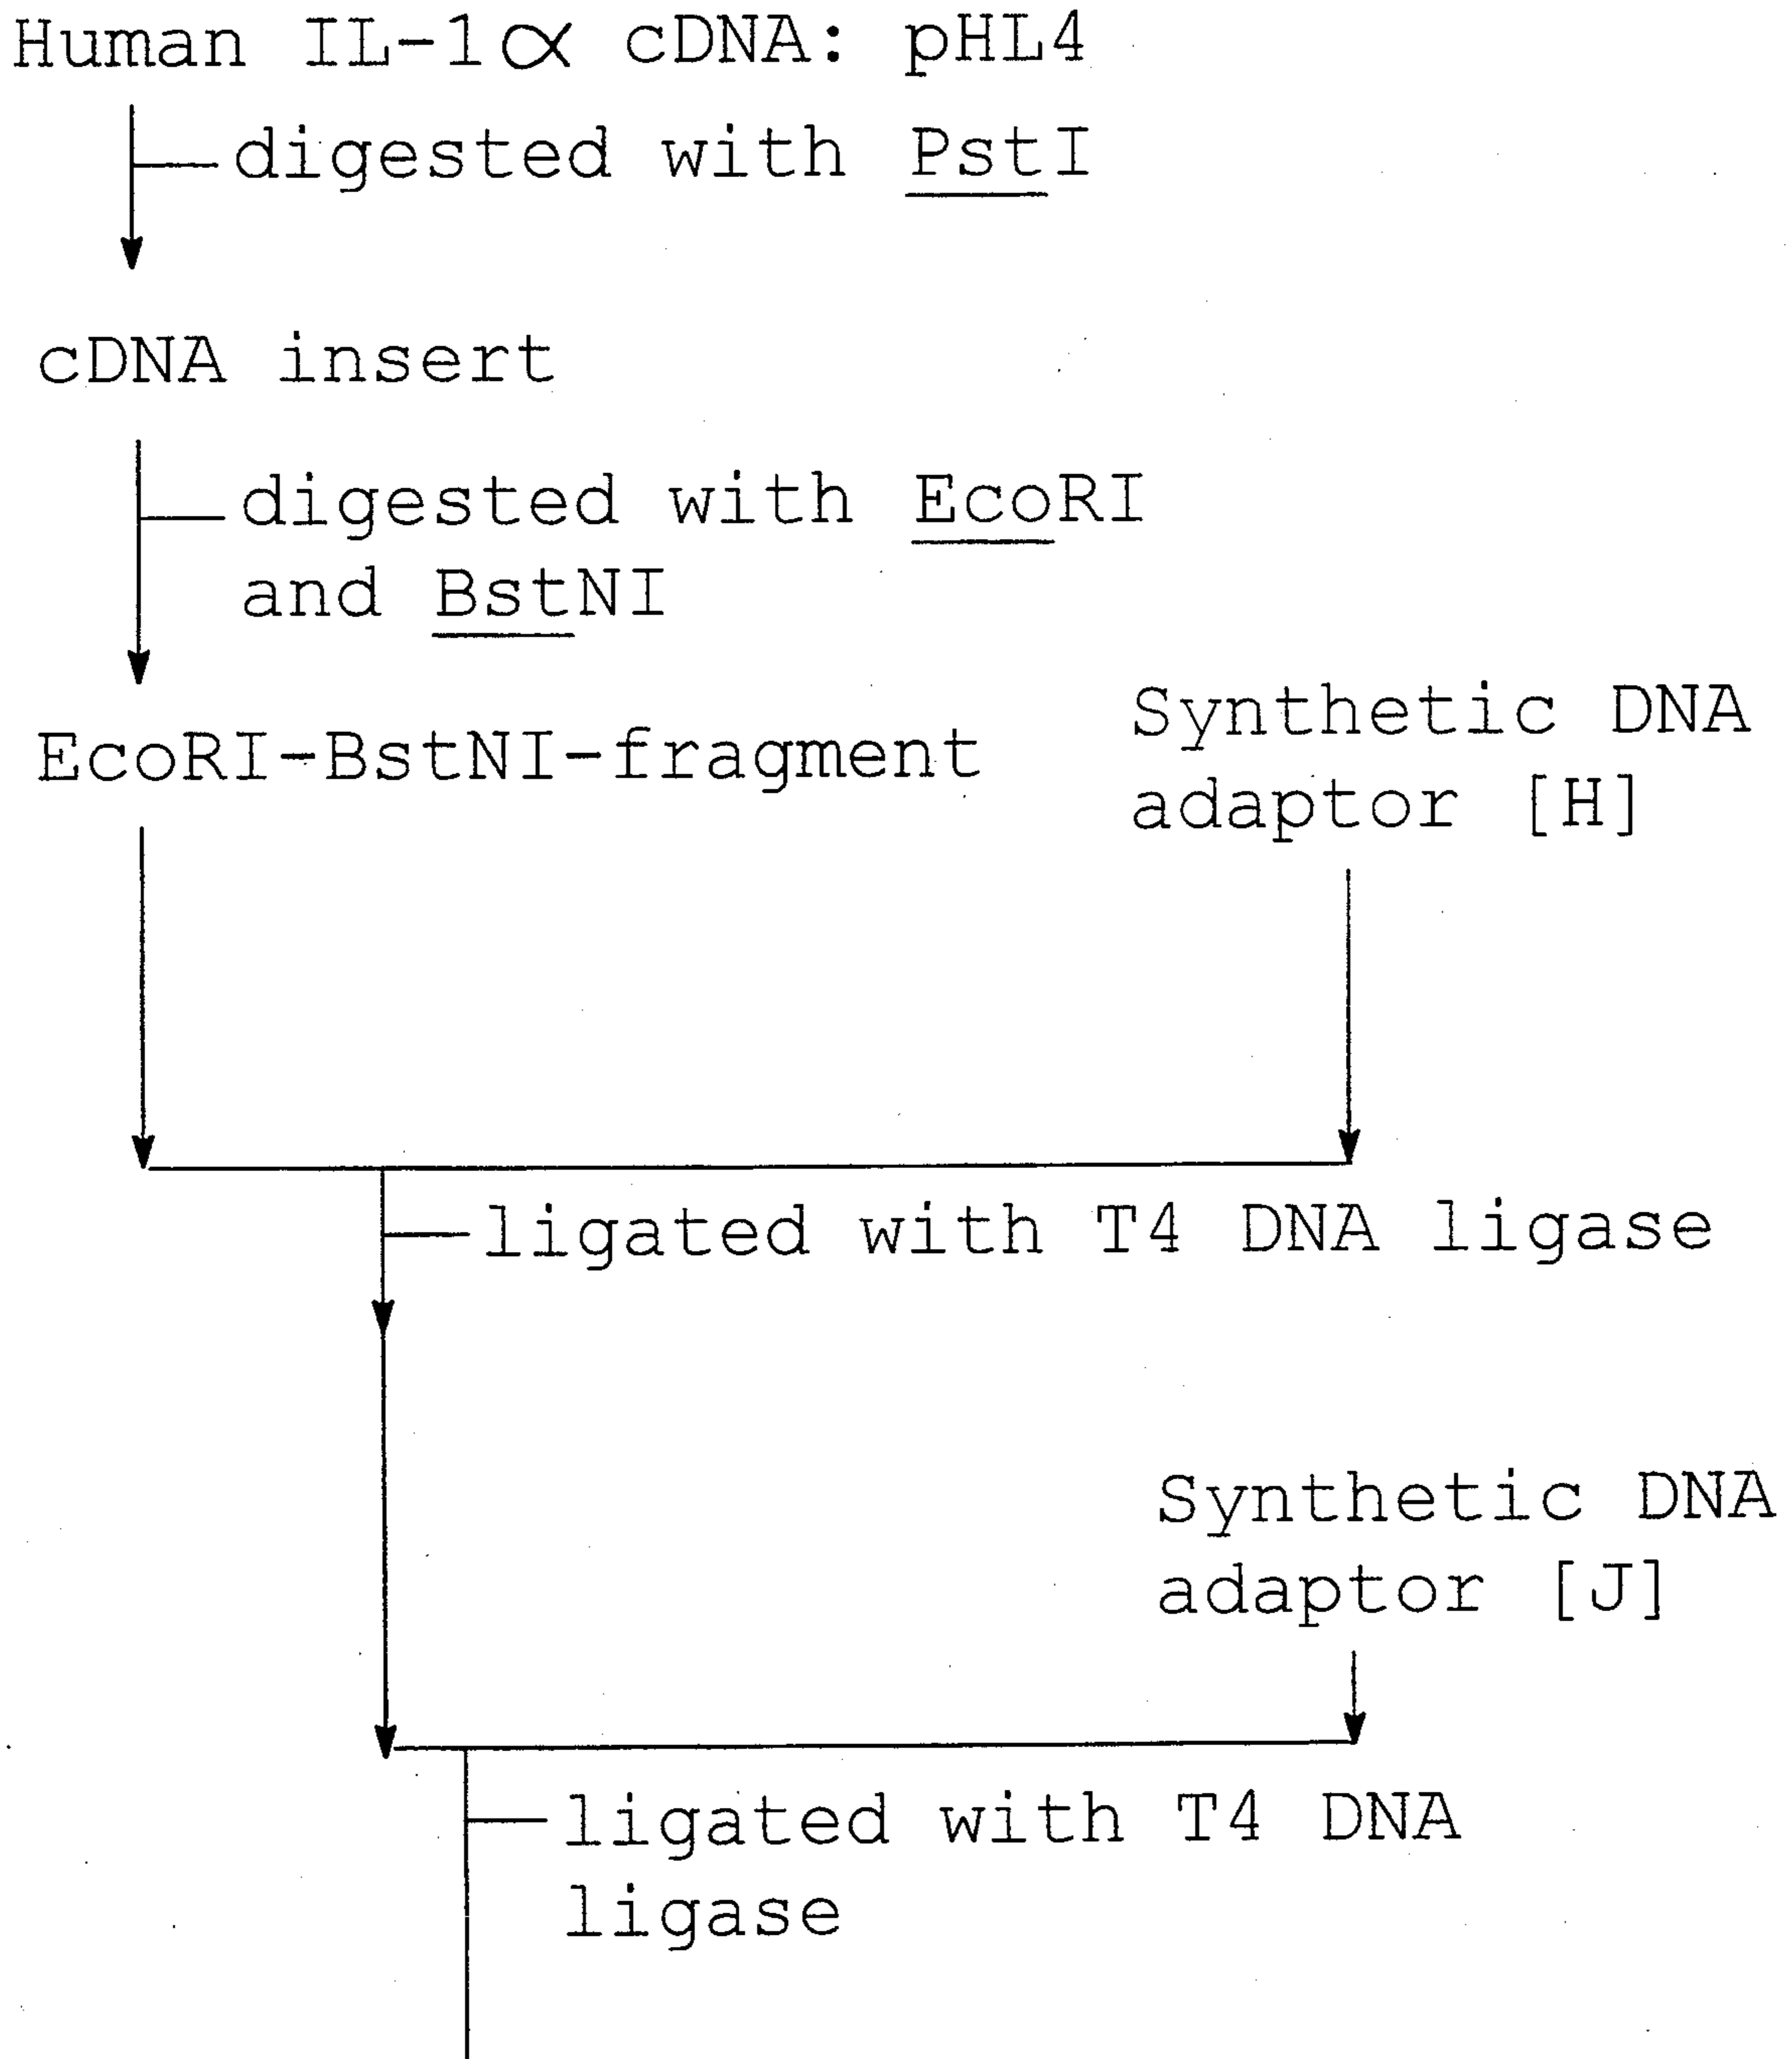 Human IL-1α cDNA: pHL4
digested with PstI
cDNA insert
digested with EcoRI
and BstNI
EcoRI-BstNI-fragment
Synthetic DNA
adaptor [H]
ligated with T4 DNA ligase
Synthetic DNA
adaptor [J]
ligated with T4 DNA
ligase